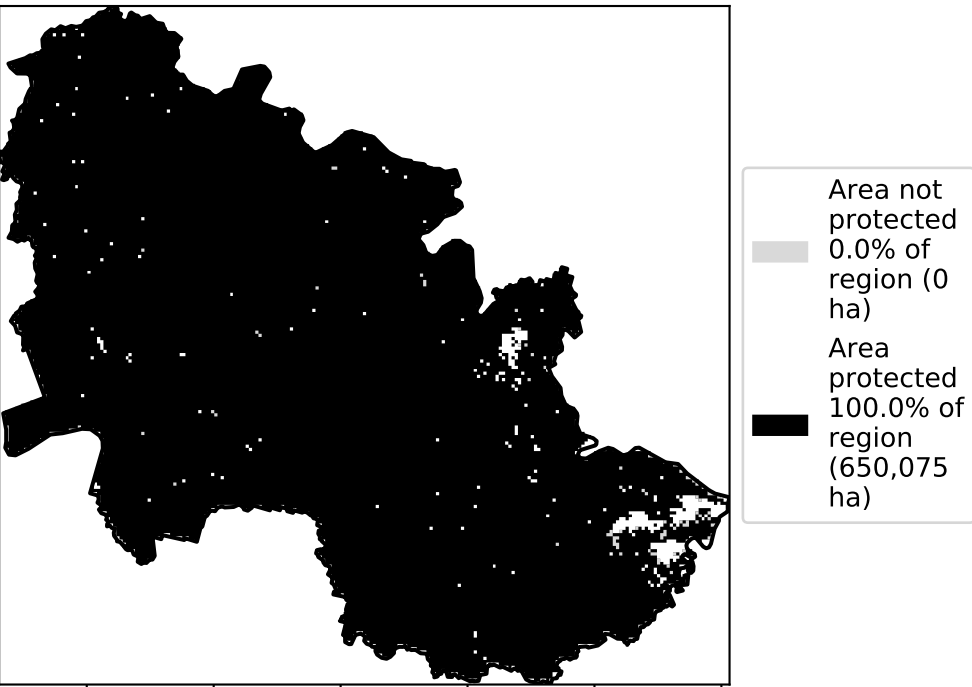 Area not
protected
0.0% of
region (0
ha)
Area
protected
100.0% of
region
(650,075
ha)